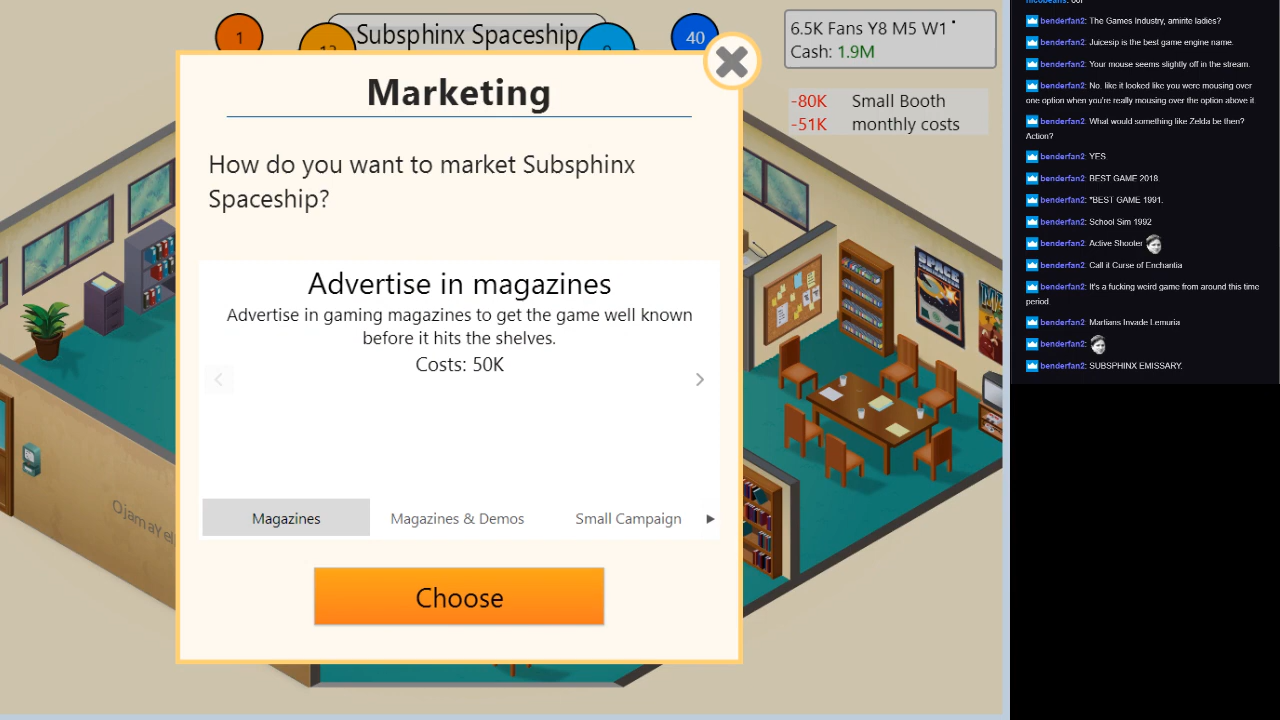 1
Subsphinx Spaceship
40
6.5K Fans Y8 M5 W1
Cash: 1.9M
-80K Small Booth
-51K monthly costs
Marketing
How do you want to market Subsphinx
Spaceship?
Advertise in magazines
Advertise in gaming magazines to get the game well known
before it hits the shelves.
Costs: 50K
Magazines
Magazines & Demos
Small Campaign
Choose
SPACE
benderfan2: The Games Industry, aminte ladies?
benderfan2: Juicesip is the best game engine name.
benderfan2: Your mouse seems slightly off in the stream.
benderfan2: No. like it looked like you were mousing over
one option when you're really mousing over the option above it.
benderfan2: What would something like Zelda be then?
Action?
benderfan2: YES.
benderfan2: BEST GAME 2018.
benderfan2: *BEST GAME 1991.
benderfan2: School Sim 1992
benderfan2: Active Shooter
benderfan2: Call it Curse of Enchantia
benderfan2: It's a fucking weird game from around this time
period.
benderfan2: Martians Invade Lemuria
benderfan2:
benderfan2: SUBSPHINX EMISSARY.